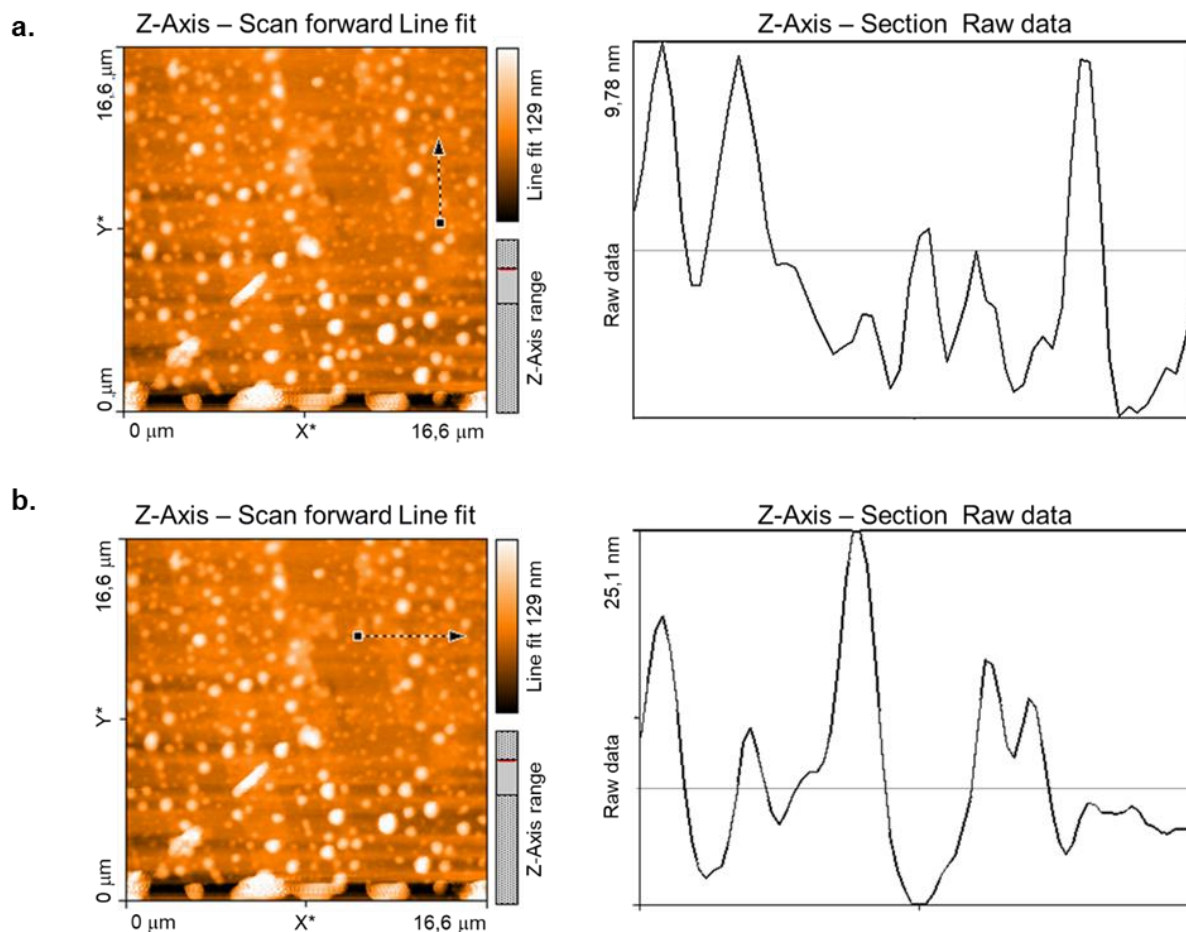 a.
Z-Axis – Scan forward Line fit
16,6 µm
Y*
0 µm
0 µm
X*
16,6 µm
Line fit 129 nm
Z-Axis range
Z-Axis – Section Raw data
9,78 nm
Raw data
b.
Z-Axis – Scan forward Line fit
16,6 µm
Y*
0 µm
0 µm
X*
16,6 µm
Line fit 129 nm
Z-Axis range
Z-Axis – Section Raw data
25,1 nm
Raw data